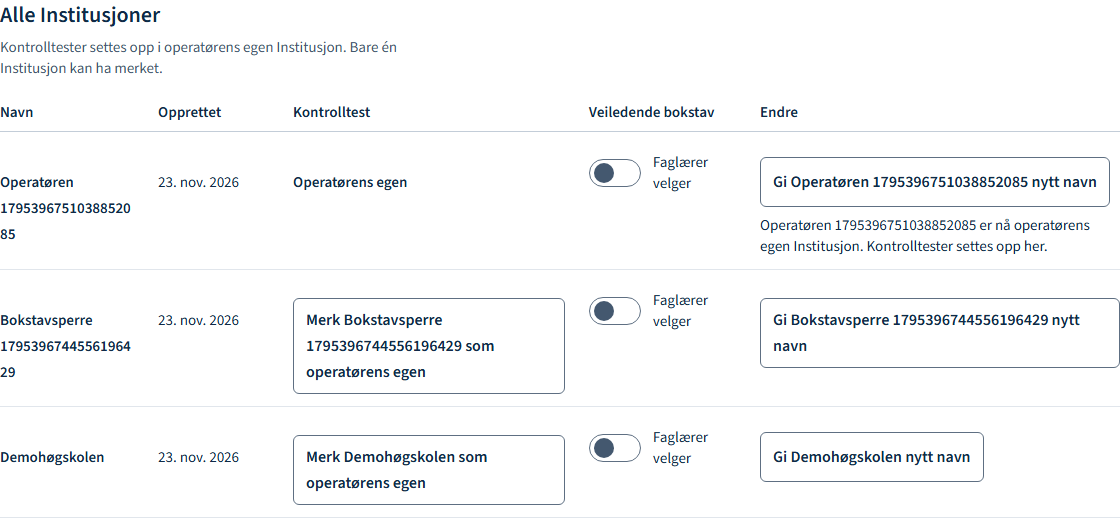 Alle Institusjoner
Kontrolltester settes opp i operatørens egen Institusjon. Bare én
Institusjon kan ha merket.
Navn Opprettet Kontrolltest Veiledende bokstav Endre
Operatøren
17953967510388520
85
23. nov. 2026
Operatørens egen
Faglærer
velger
Gi Operatøren 1795396751038852085 nytt navn
Operatøren 1795396751038852085 er nå operatørens
egen Institusjon. Kontrolltester settes opp her.
Bokstavsperre
17953967445561964
29
23. nov. 2026
Merk Bokstavsperre
1795396744556196429 som
operatørens egen
Faglærer
velger
Gi Bokstavsperre 1795396744556196429 nytt
navn
Demohøgskolen
23. nov. 2026
Merk Demohøgskolen som
operatørens egen
Faglærer
velger
Gi Demohøgskolen nytt navn